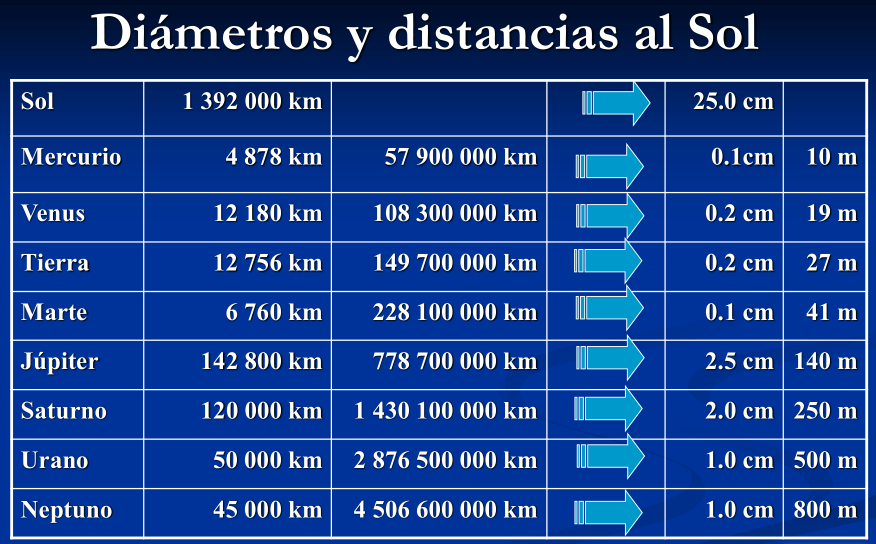 Diámetros y distancias al Sol
Sol 1 392 000 km 25.0 cm
Mercurio 4 878 km 57 900 000 km 0.1cm 10 m
Venus 12 180 km 108 300 000 km 0.2 cm 19 m
Tierra 12 756 km 149 700 000 km 0.2 cm 27 m
Marte 6 760 km 228 100 000 km 0.1 cm 41 m
Júpiter 142 800 km 778 700 000 km 2.5 cm 140 m
Saturno 120 000 km 1 430 100 000 km 2.0 cm 250 m
Urano 50 000 km 2 876 500 000 km 1.0 cm 500 m
Neptuno 45 000 km 4 506 600 000 km 1.0 cm 800 m